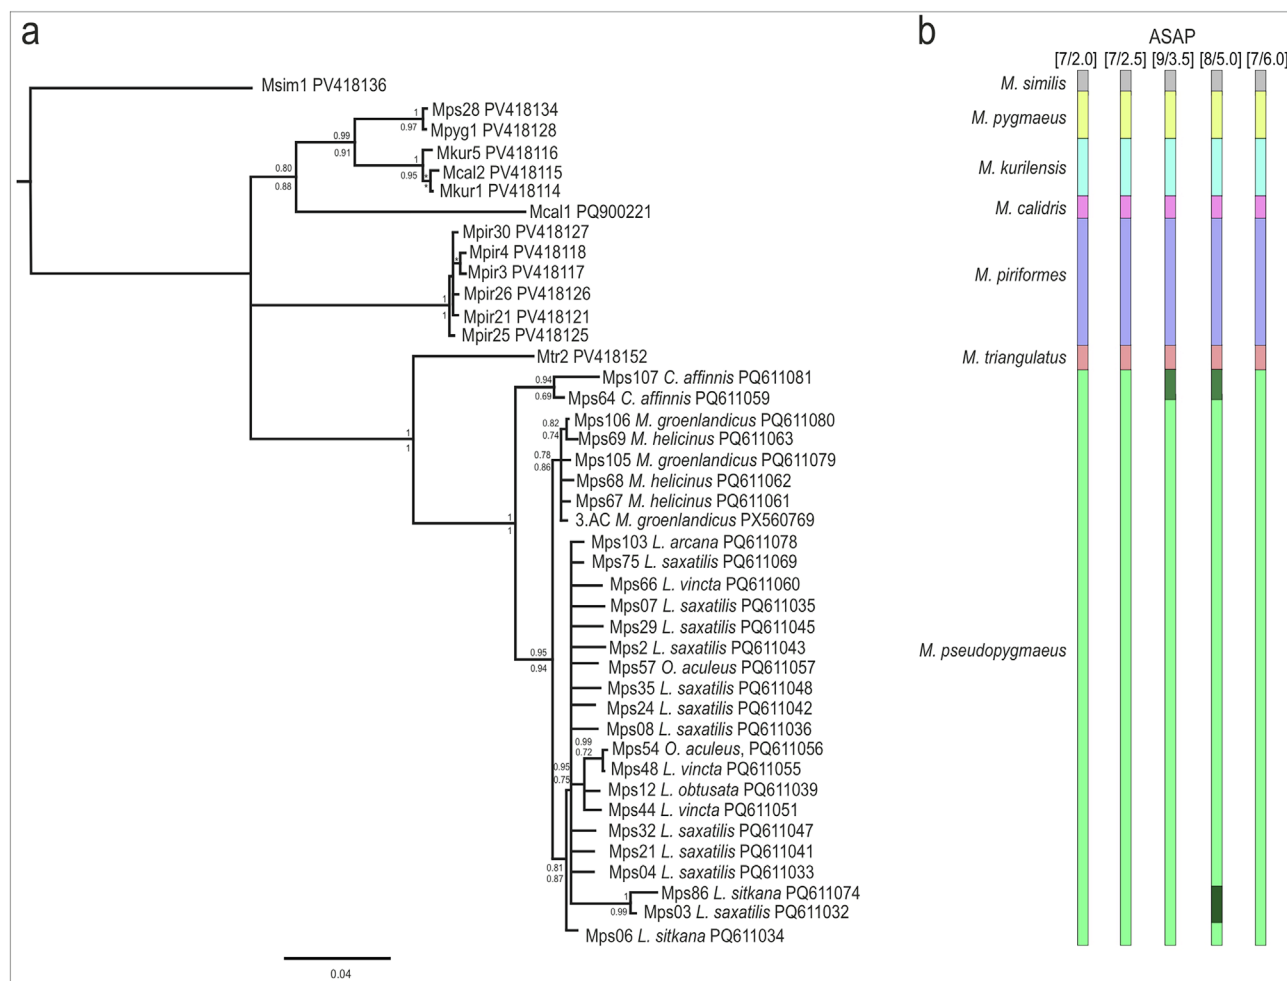 a
b
ASAP
[7/2.0] [7/2.5] [9/3.5] [8/5.0] [7/6.0]
Msim1 PV418136
M. similis
Mps28 PV418134
1
0.97
Mpyg1 PV418128
M. pygmaeus
0.99
0.91
Mkur5 PV418116
1
0.95
Mcal2 PV418115
M. kurilensis
*
*
Mkur1 PV418114
0.80
0.88
Mcal1 PQ900221
M. calidris
Mpir30 PV418127
Mpir4 PV418118
*
Mpir3 PV418117
M. piriformes
Mpir26 PV418126
1
1
Mpir21 PV418121
Mpir25 PV418125
Mtr2 PV418152
M. triangulatus
Mps107 C. affinnis PQ611081
0.94
0.69
Mps64 C. affinnis PQ611059
Mps106 M. groenlandicus PQ611080
0.82
0.74
Mps69 M. helicinus PQ611063
1
1
0.78
0.86
Mps105 M. groenlandicus PQ611079
Mps68 M. helicinus PQ611062
Mps67 M. helicinus PQ611061
1
1
3.AC M. groenlandicus PX560769
Mps103 L. arcana PQ611078
Mps75 L. saxatilis PQ611069
Mps66 L. vincta PQ611060
Mps07 L. saxatilis PQ611035
Mps29 L. saxatilis PQ611045
Mps2 L. saxatilis PQ611043
M. pseudopygmaeus
0.95
0.94
Mps57 O. aculeus PQ611057
Mps35 L. saxatilis PQ611048
Mps24 L. saxatilis PQ611042
Mps08 L. saxatilis PQ611036
0.99
0.72
Mps54 O. aculeus, PQ611056
0.95
0.75
Mps48 L. vincta PQ611055
Mps12 L. obtusata PQ611039
Mps44 L. vincta PQ611051
Mps32 L. saxatilis PQ611047
Mps21 L. saxatilis PQ611041
0.81
0.87
Mps04 L. saxatilis PQ611033
Mps86 L. sitkana PQ611074
1
0.99
Mps03 L. saxatilis PQ611032
Mps06 L. sitkana PQ611034
0.04